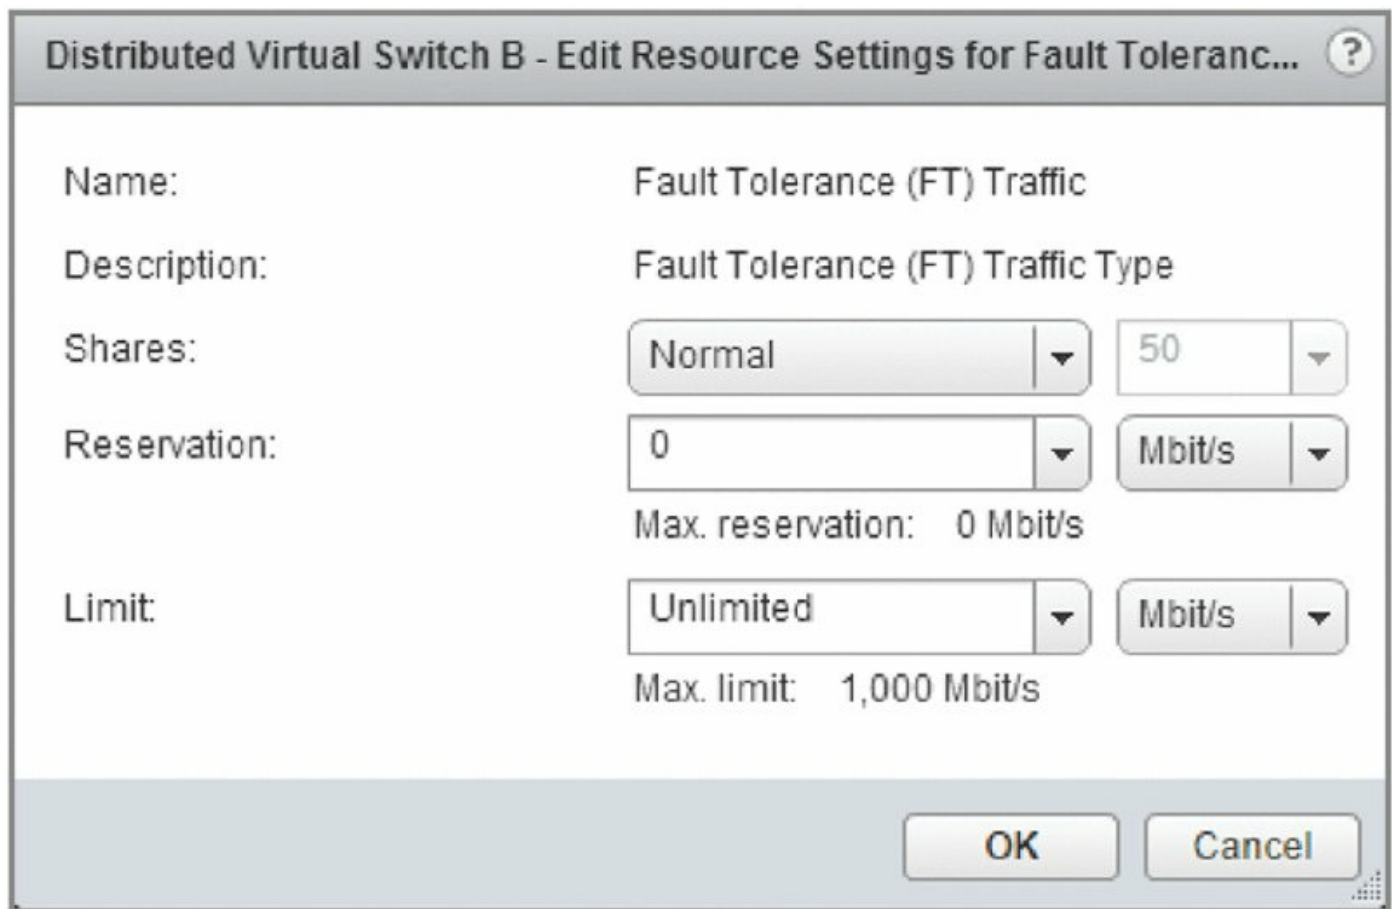 Distributed Virtual Switch B - Edit Resource Settings for Fault Toleranc... ?
Name: Fault Tolerance (FT) Traffic
Description: Fault Tolerance (FT) Traffic Type
Shares: Normal 50
Reservation: 0 Mbit/s
Max. reservation: 0 Mbit/s
Limit: Unlimited Mbit/s
Max. limit: 1,000 Mbit/s
OK Cancel